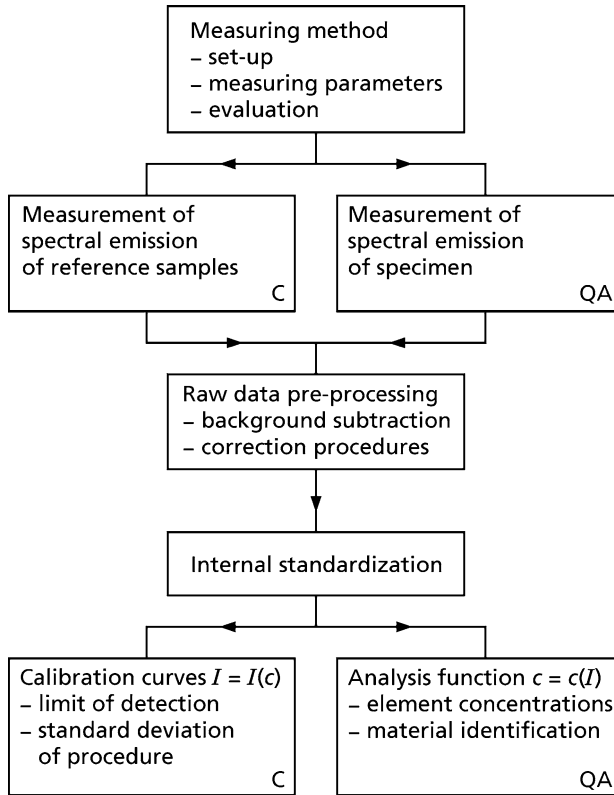 Measuring method
– set-up
– measuring parameters
– evaluation
Measurement of
spectral emission
of reference samples
C
Measurement of
spectral emission
of specimen
QA
Raw data pre-processing
– background subtraction
– correction procedures
Internal standardization
Calibration curves I = I(c)
– limit of detection
– standard deviation
of procedure
C
Analysis function c = c(I)
– element concentrations
– material identification
QA